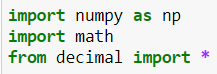 import numpy as np
import math
from decimal import *